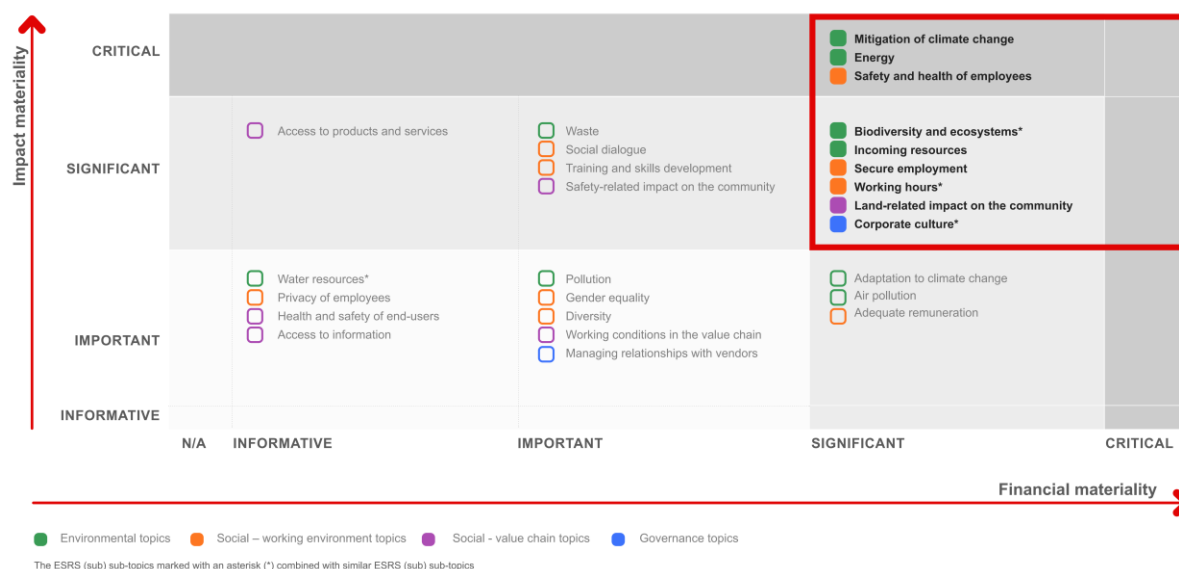 Impact materiality
CRITICAL
Mitigation of climate change
Energy
Safety and health of employees
SIGNIFICANT
Access to products and services
Waste
Social dialogue
Training and skills development
Safety-related impact on the community
Biodiversity and ecosystems*
Incoming resources
Secure employment
Working hours*
Land-related impact on the community
Corporate culture*
IMPORTANT
Water resources*
Privacy of employees
Health and safety of end-users
Access to information
Pollution
Gender equality
Diversity
Working conditions in the value chain
Managing relationships with vendors
Adaptation to climate change
Air pollution
Adequate remuneration
INFORMATIVE
N/A INFORMATIVE IMPORTANT SIGNIFICANT CRITICAL
Financial materiality
Environmental topics Social – working environment topics Social - value chain topics Governance topics
The ESRS (sub) sub-topics marked with an asterisk (*) combined with similar ESRS (sub) sub-topics